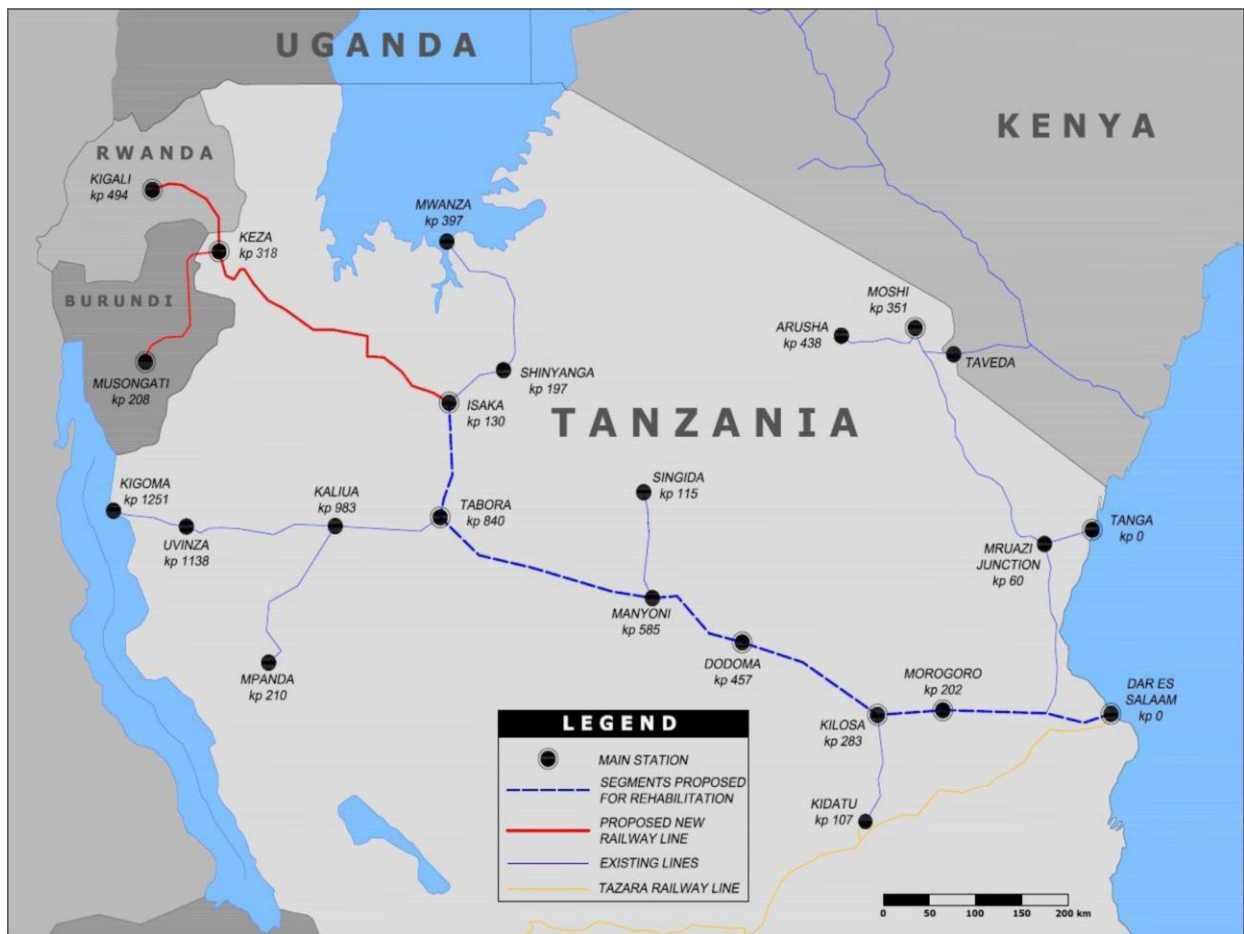 UGANDA
KENYA
RWANDA
KIGALI
kp 494
MWANZA
kp 397
KEZA
kp 318
BURUNDI
MOSHI
kp 351
ARUSHA
kp 438
TAVEDA
MUSONGATI
kp 208
SHINYANGA
kp 197
ISAKA
kp 130
TANZANIA
KIGOMA
kp 1251
KALIUA
kp 983
SINGIDA
kp 115
TABORA
kp 840
TANGA
kp 0
UVINZA
kp 1138
MRUAZI
JUNCTION
kp 60
MANYONI
kp 585
DODOMA
kp 457
MPANDA
kp 210
MOROGORO
kp 202
DAR ES
SALAAM
kp 0
KILOSA
kp 283
KIDATU
kp 107
LEGEND
MAIN STATION
SEGMENTS PROPOSED
FOR REHABILITATION
PROPOSED NEW
RAILWAY LINE
EXISTING LINES
TAZARA RAILWAY LINE
0 50 100 150 200 km